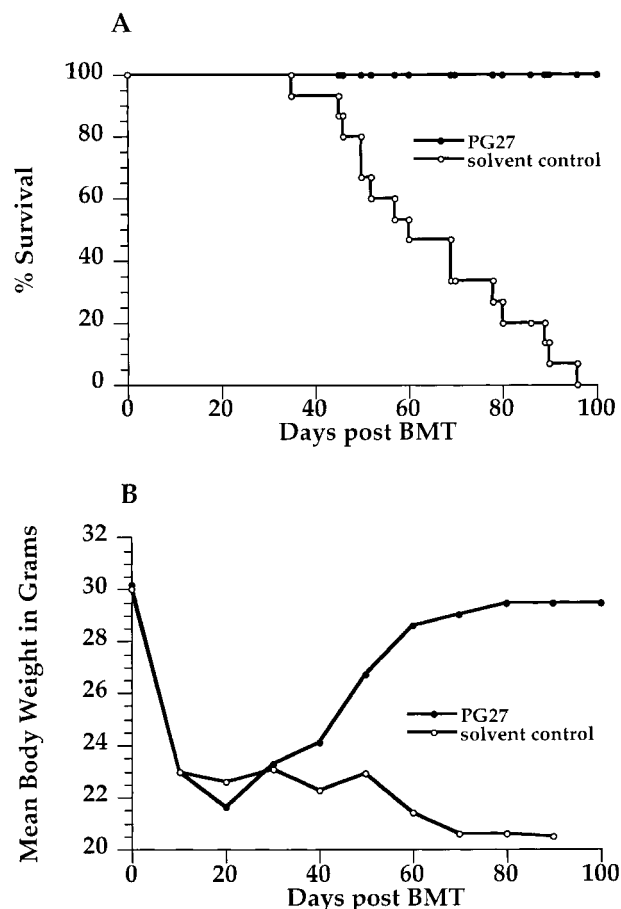 A
% Survival
100
80
60
40
20
0
PG27
solvent control
0 20 40 60 80 100
Days post BMT
B
Mean Body Weight in Grams
32
30
28
26
24
22
20
PG27
solvent control
0 20 40 60 80 100
Days post BMT